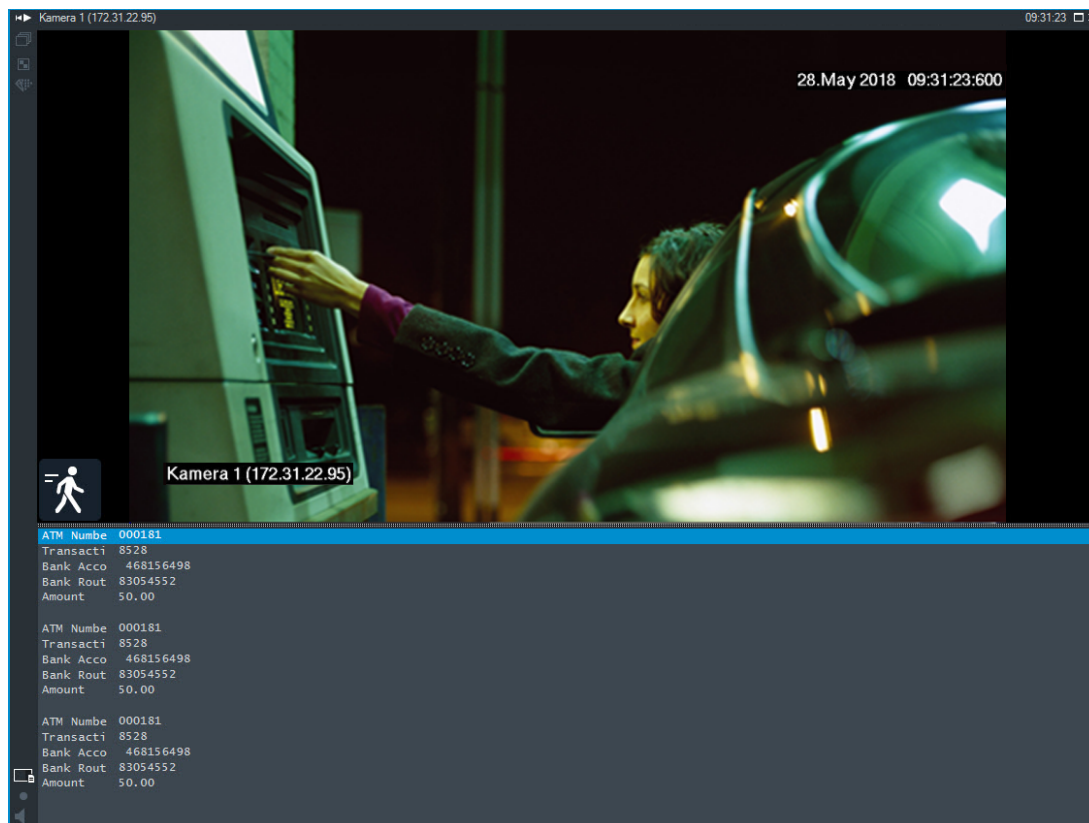 Kamera 1 (172.31.22.95) 09:31:23
28.May 2018 09:31:23:600
Kamera 1 (172.31.22.95)
ATM Numbe 000181
Transacti 8528
Bank Acco 468156498
Bank Rout 83054552
Amount 50.00
ATM Numbe 000181
Transacti 8528
Bank Acco 468156498
Bank Rout 83054552
Amount 50.00
ATM Numbe 000181
Transacti 8528
Bank Acco 468156498
Bank Rout 83054552
Amount 50.00